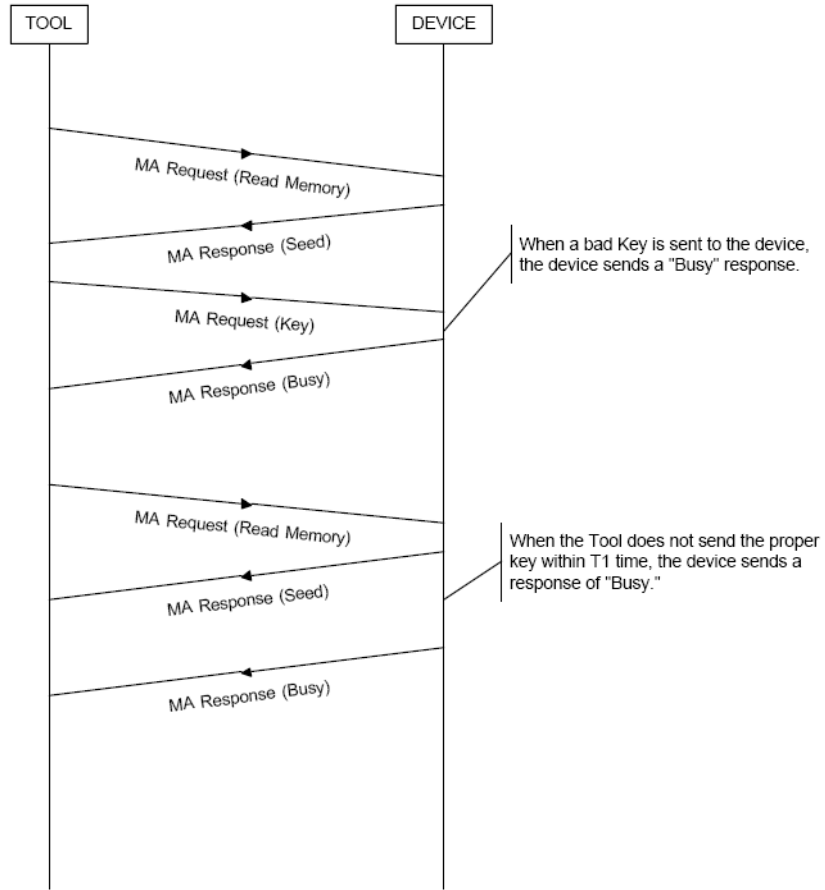 TOOL
DEVICE
MA Request (Read Memory)
MA Response (Seed)
When a bad Key is sent to the device,
the device sends a "Busy" response.
MA Request (Key)
MA Response (Busy)
MA Request (Read Memory)
When the Tool does not send the proper
key within T1 time, the device sends a
response of "Busy."
MA Response (Seed)
MA Response (Busy)